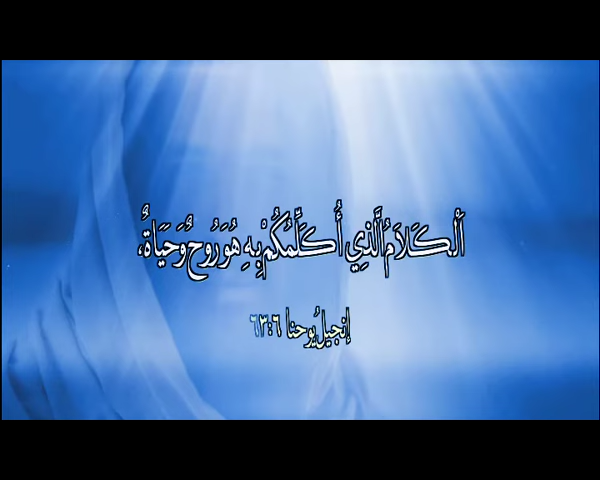 اَلْكَلاَمُ الَّذِي أُكَلِّمُكُمْ بِهِ هُوَ رُوحٌ وَحَيَاةٌ،
إنجيل يوحنا ٦٣:٦